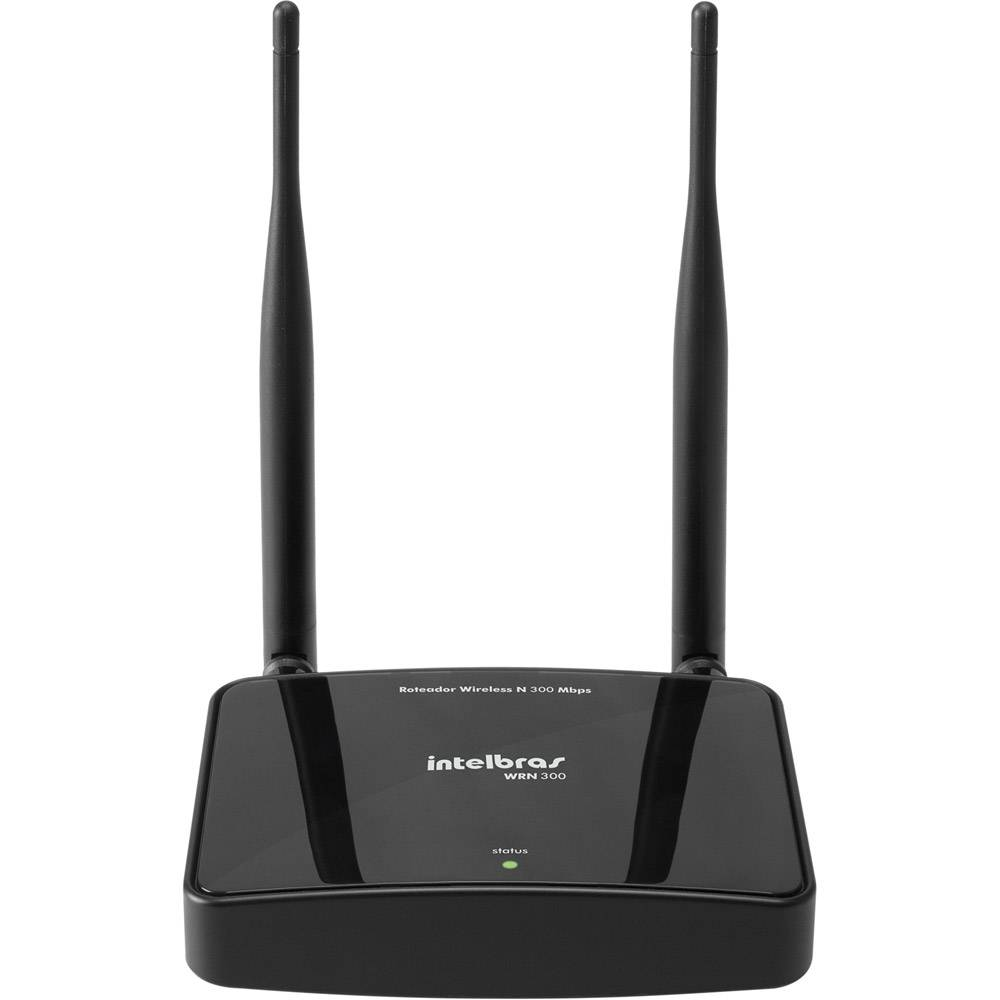 Roteador Wireless N 300 Mbps
intelbras
WRN 300
status